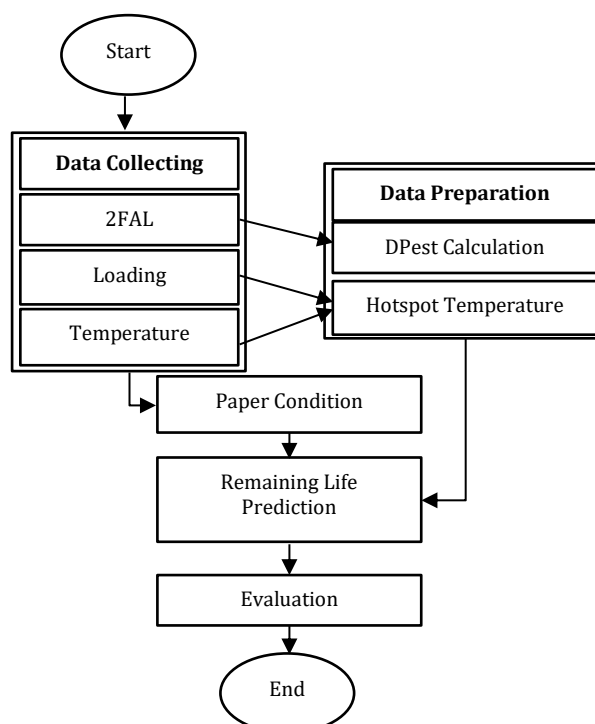 Start
Data Collecting
2FAL
Loading
Temperature
Data Preparation
DPest Calculation
Hotspot Temperature
Paper Condition
Remaining Life
Prediction
Evaluation
End